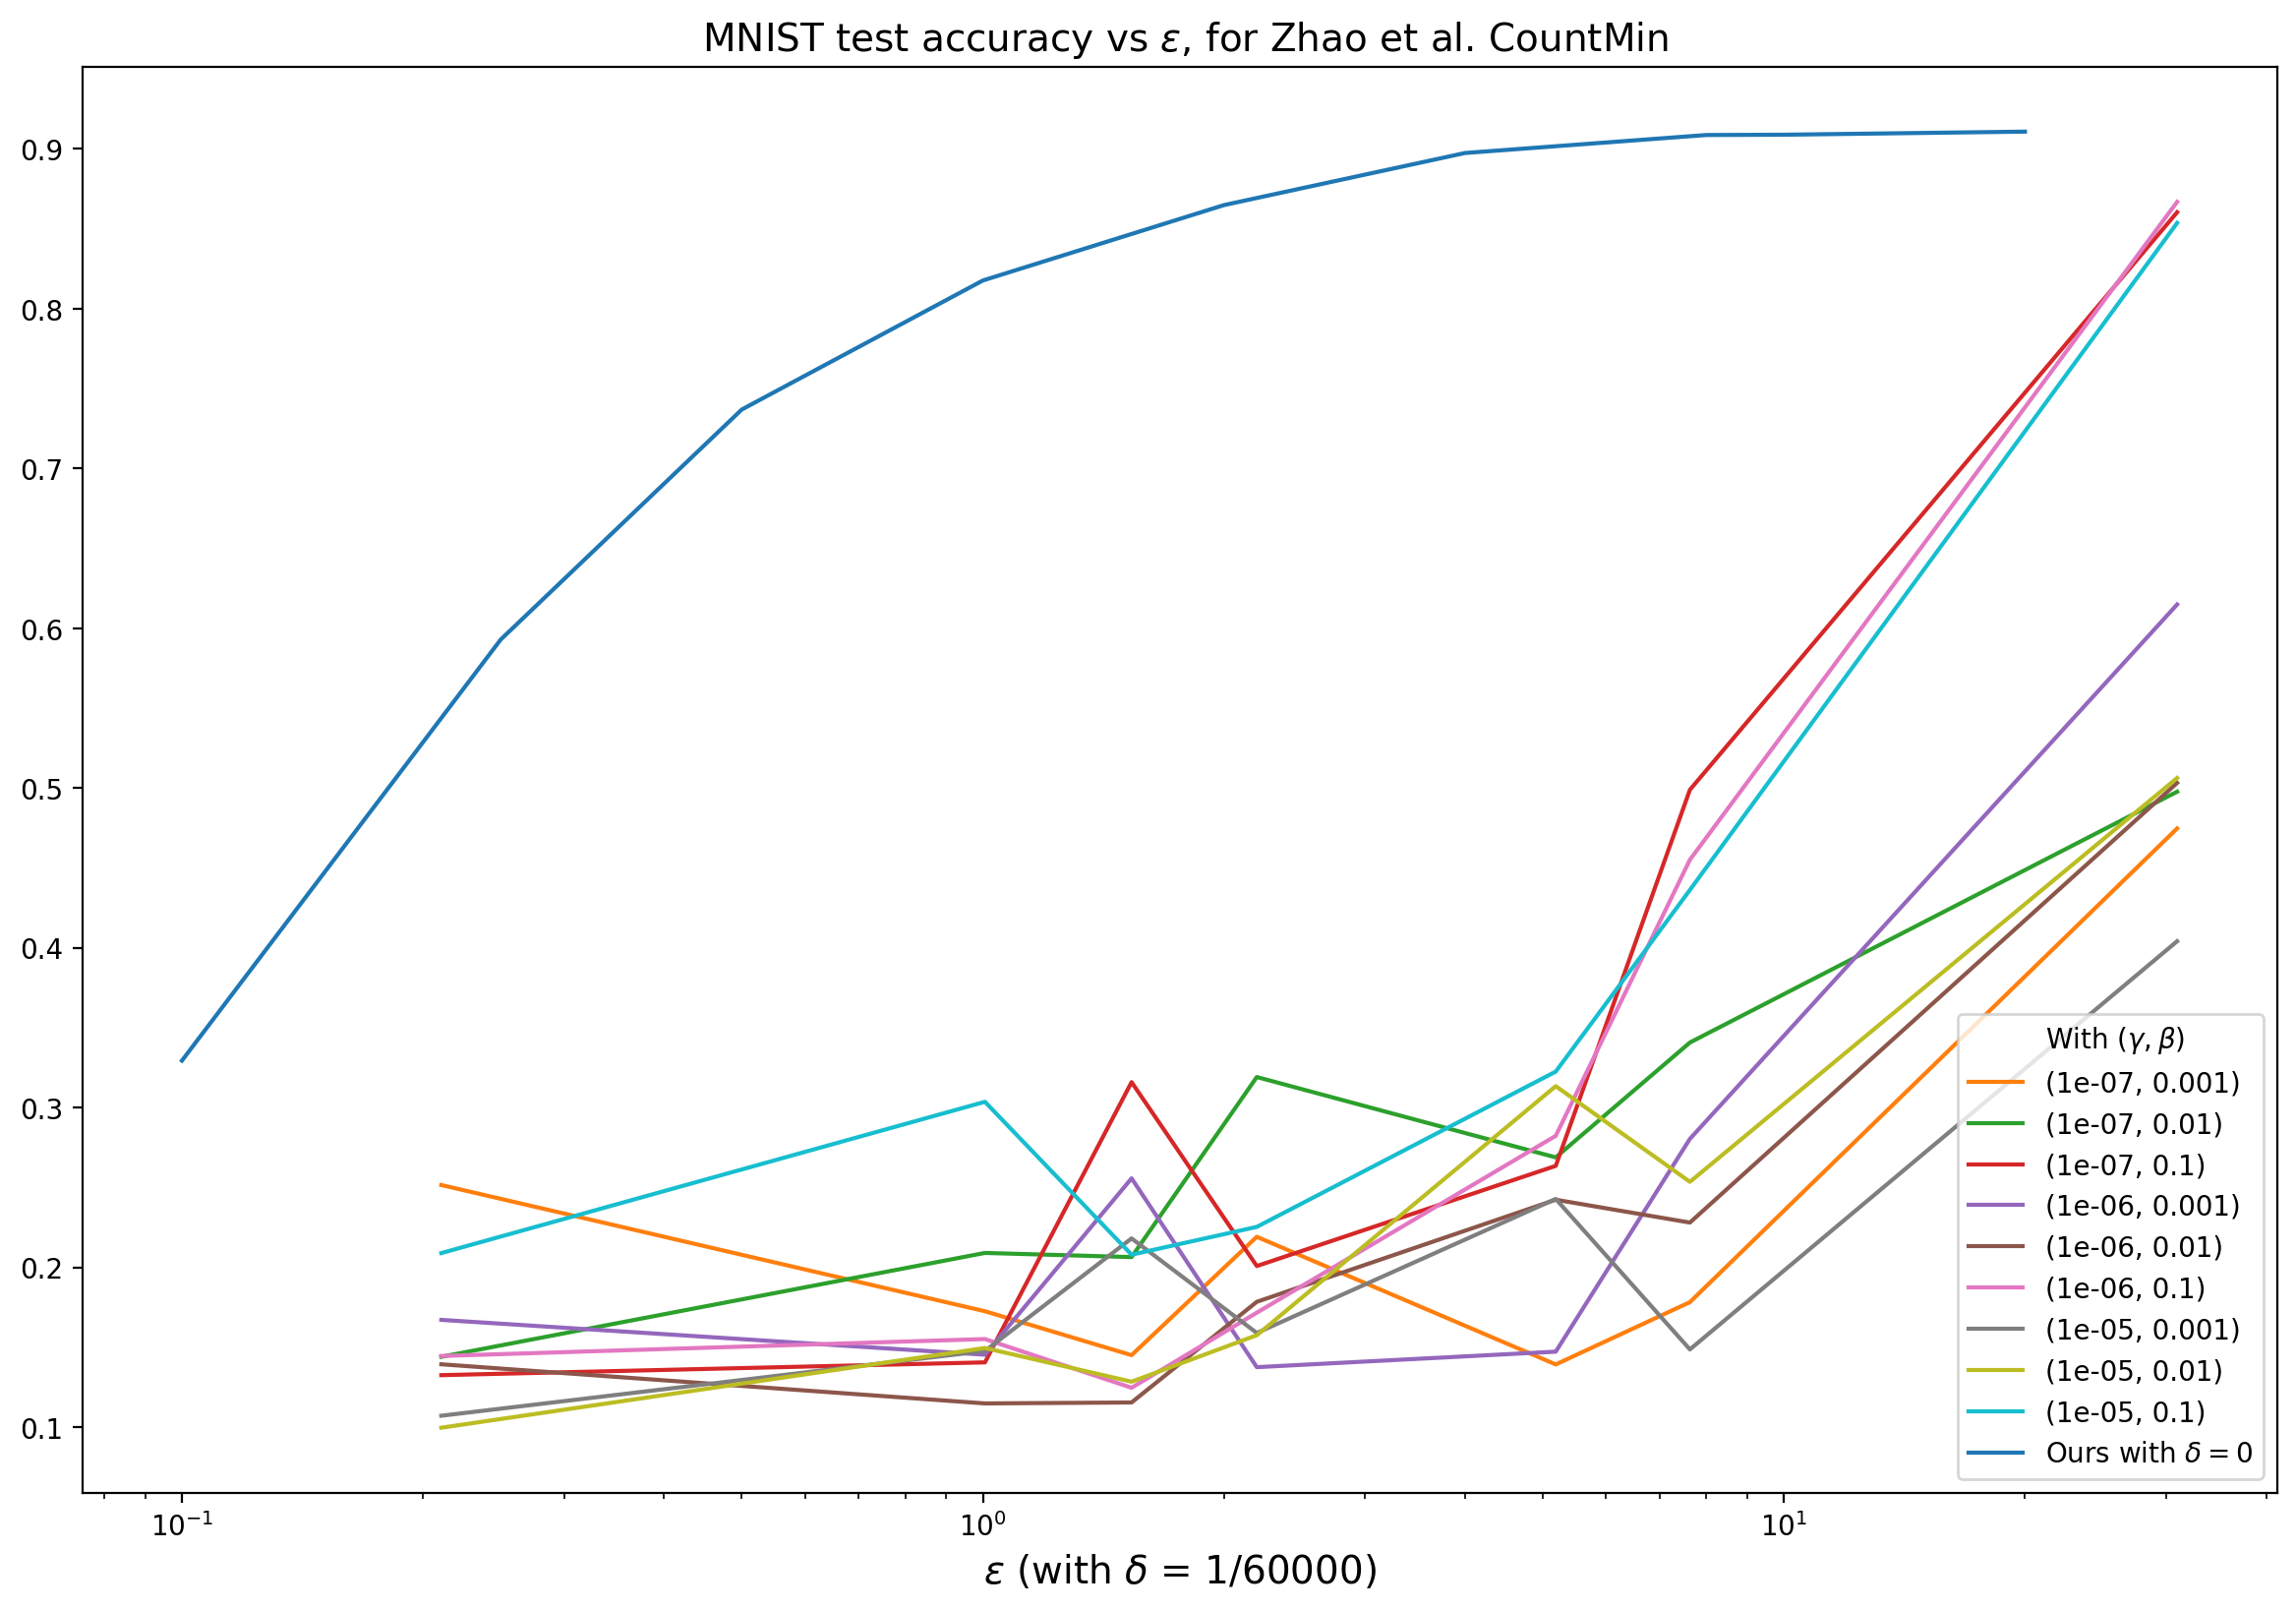 MNIST test accuracy vs ε, for Zhao et al. CountMin
0.9
0.8
0.7
0.6
0.5
0.4
0.3
0.2
0.1
With (γ, β)
(1e-07, 0.001)
(1e-07, 0.01)
(1e-07, 0.1)
(1e-06, 0.001)
(1e-06, 0.01)
(1e-06, 0.1)
(1e-05, 0.001)
(1e-05, 0.01)
(1e-05, 0.1)
Ours with δ = 0
10⁻¹ 10⁰ 10¹
ε (with δ = 1/60000)